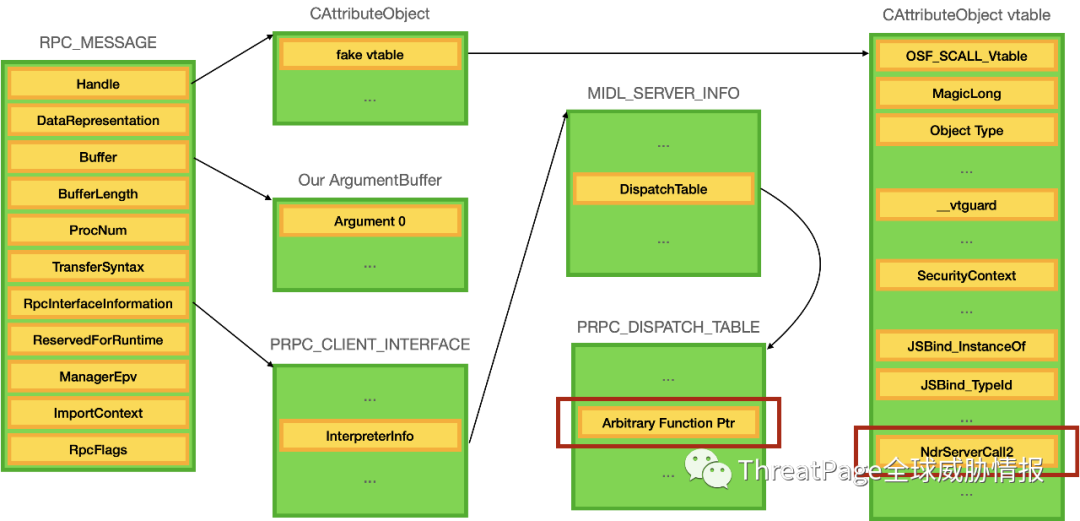 RPC_MESSAGE
Handle
DataRepresentation
Buffer
BufferLength
ProcNum
TransferSyntax
RpcInterfaceInformation
ReservedForRuntime
ManagerEpv
ImportContext
RpcFlags
CAttributeObject
fake vtable
...
Our ArgumentBuffer
Argument 0
...
PRPC_CLIENT_INTERFACE
...
InterpreterInfo
...
MIDL_SERVER_INFO
...
DispatchTable
...
PRPC_DISPATCH_TABLE
...
Arbitrary Function Ptr
...
CAttributeObject vtable
OSF_SCALL_Vtable
MagicLong
Object Type
...
__vtguard
...
SecurityContext
...
JSBind_InstanceOf
JSBind_TypeId
...
NdrServerCall2
...
ThreatPage全球威胁情报